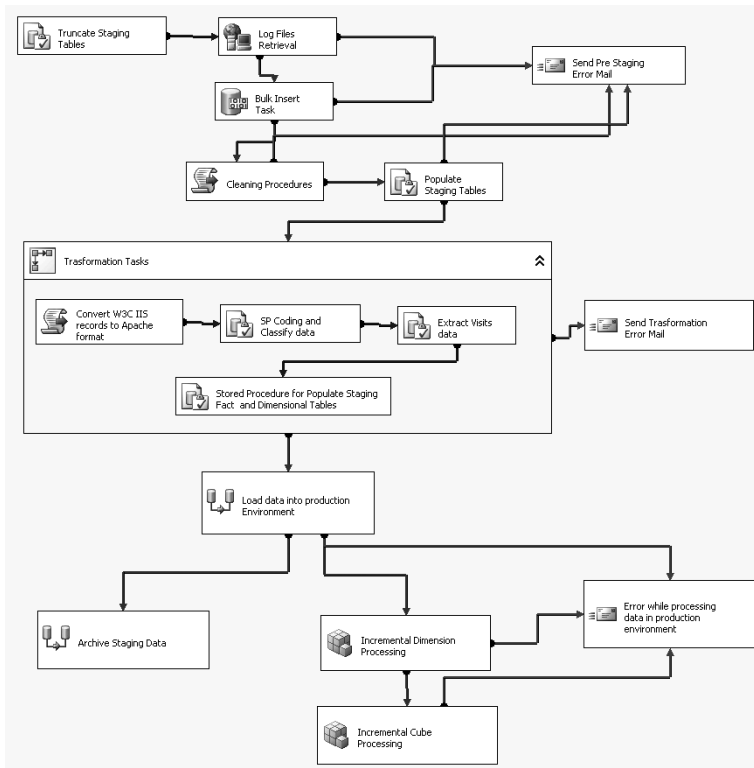 Truncate Staging
Tables
Log Files
Retrieval
Send Pre Staging
Error Mail
Bulk Insert
Task
Cleaning Procedures
Populate
Staging Tables
Trasformation Tasks
Convert W3C IIS
records to Apache
format
SP Coding and
Classify data
Extract Visits
data
Send Trasformation
Error Mail
Stored Procedure for Populate Staging
Fact and Dimensional Tables
Load data into production
Environment
Archive Staging Data
Incremental Dimension
Processing
Error while processing
data in production
environment
Incremental Cube
Processing